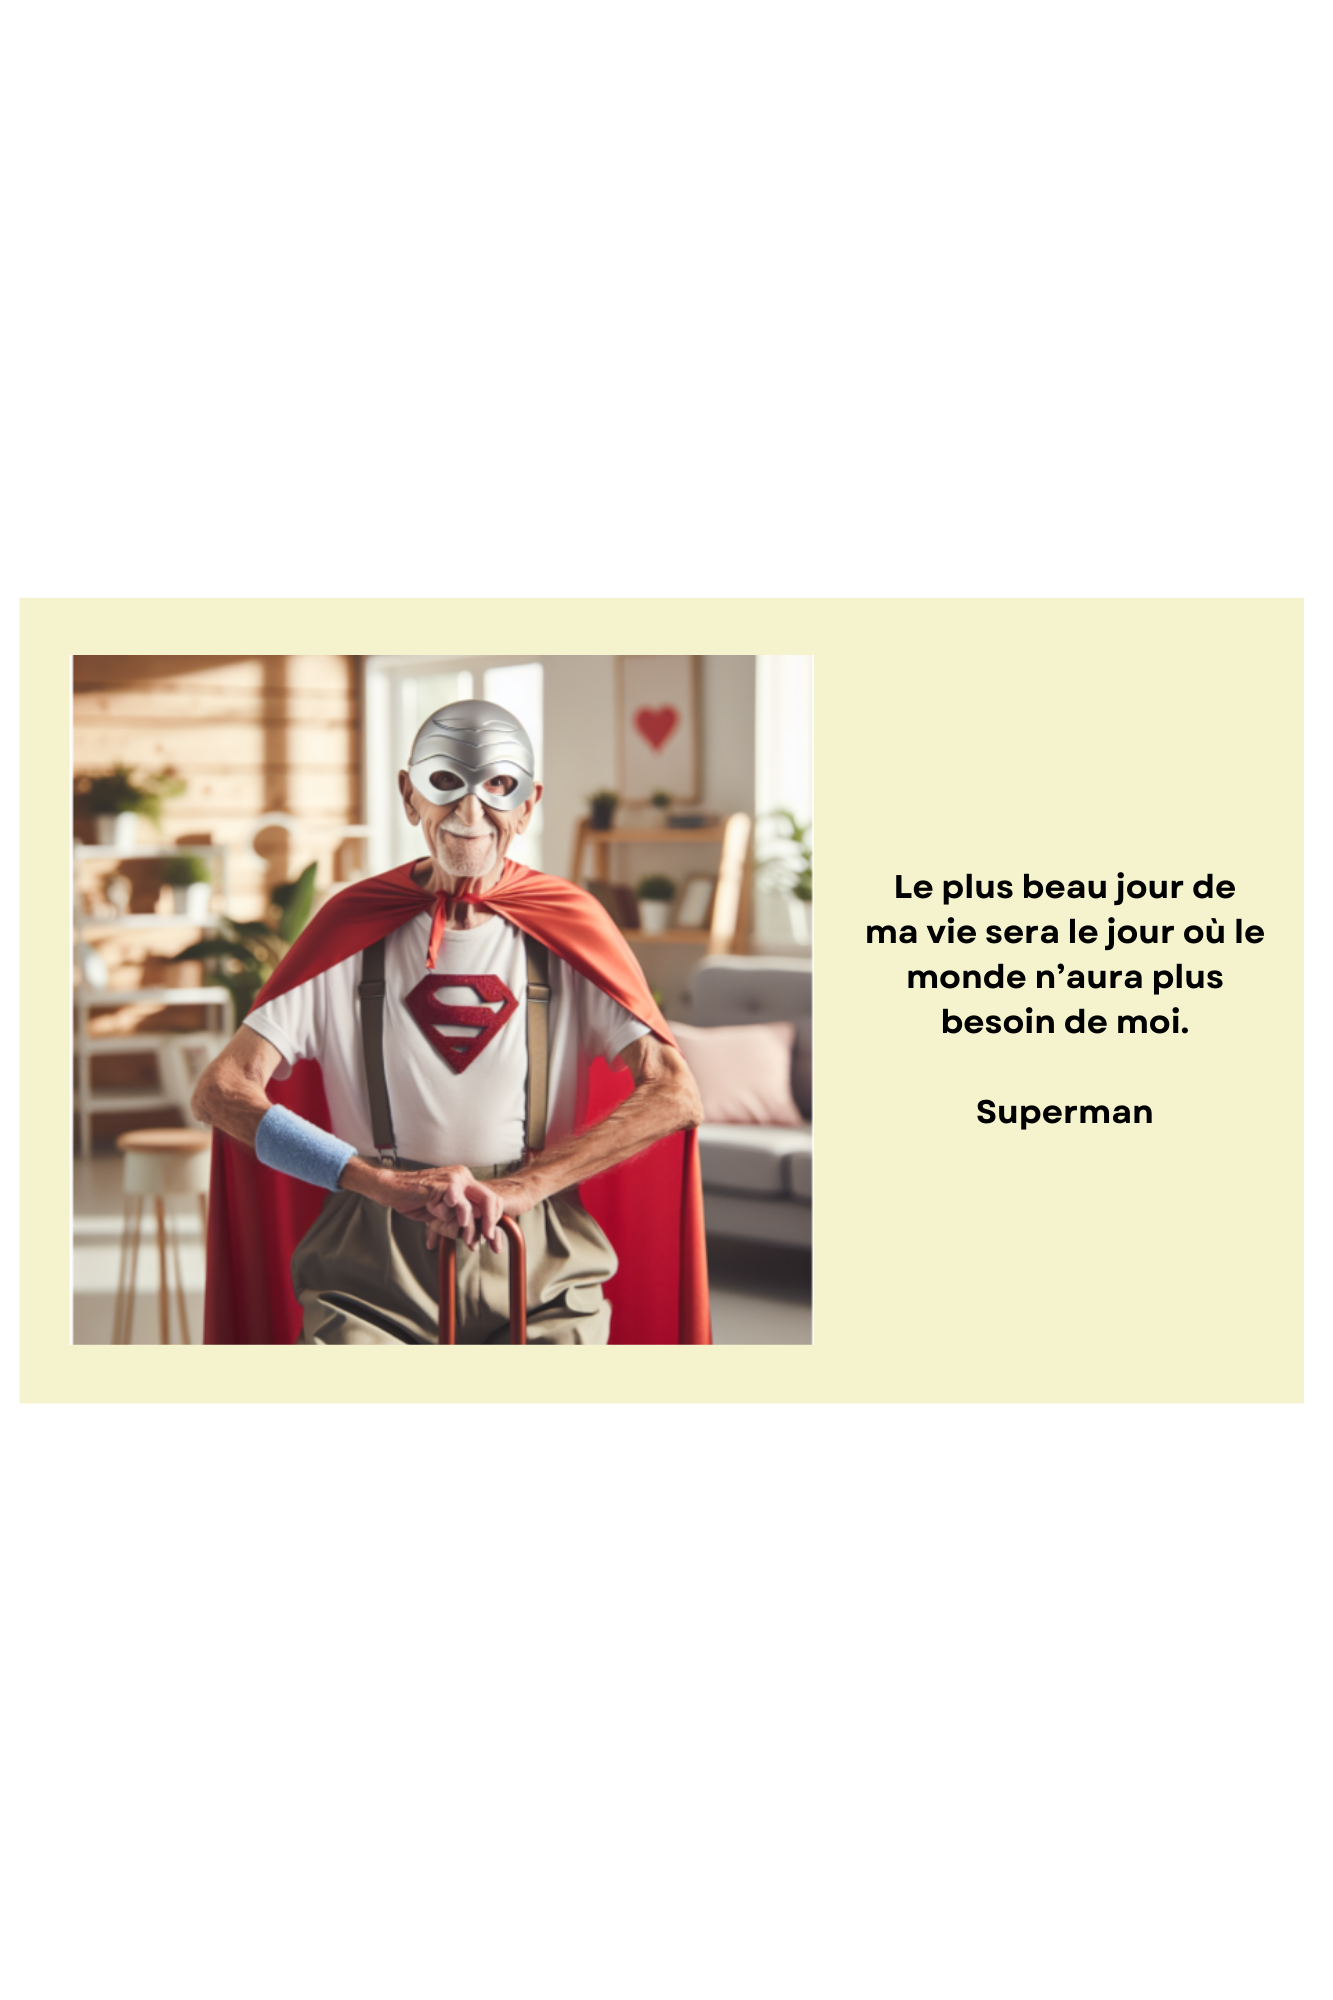 Le plus beau jour de
ma vie sera le jour où le
monde n’aura plus
besoin de moi.
Superman